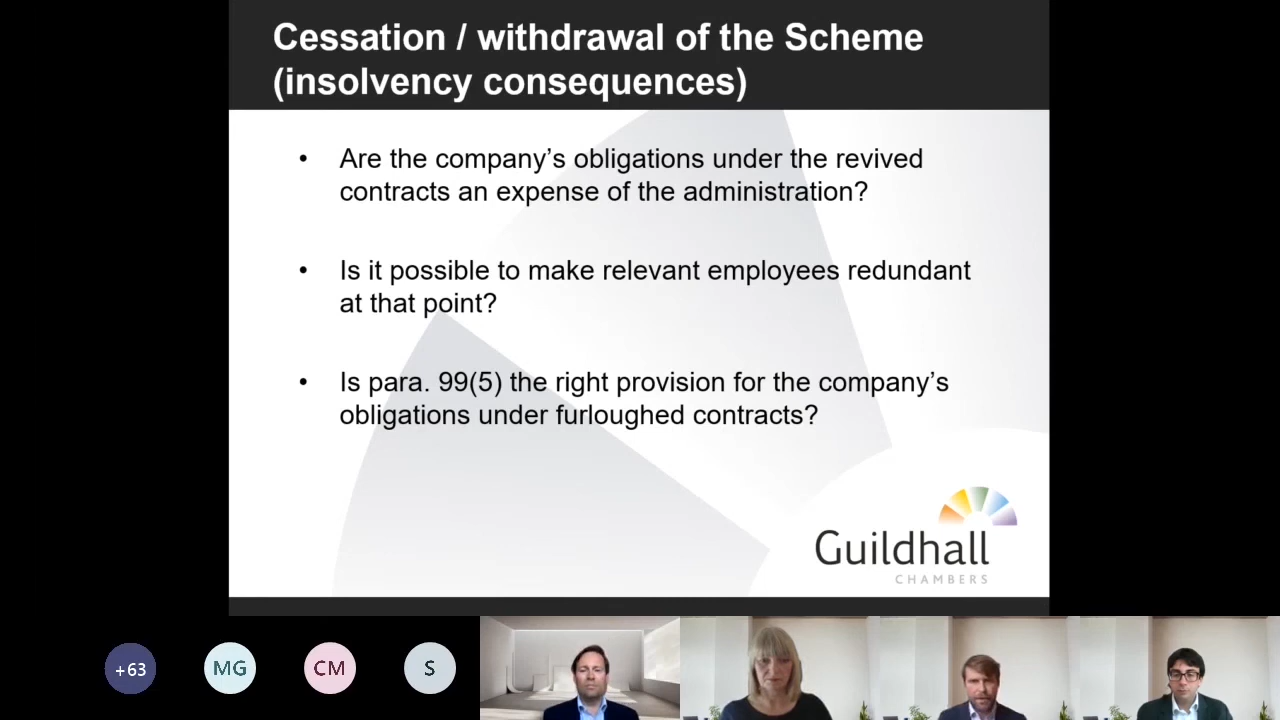 Cessation / withdrawal of the Scheme
(insolvency consequences)
• Are the company’s obligations under the revived
contracts an expense of the administration?
• Is it possible to make relevant employees redundant
at that point?
• Is para. 99(5) the right provision for the company’s
obligations under furloughed contracts?
Guildhall
CHAMBERS
+63
MG
CM
S